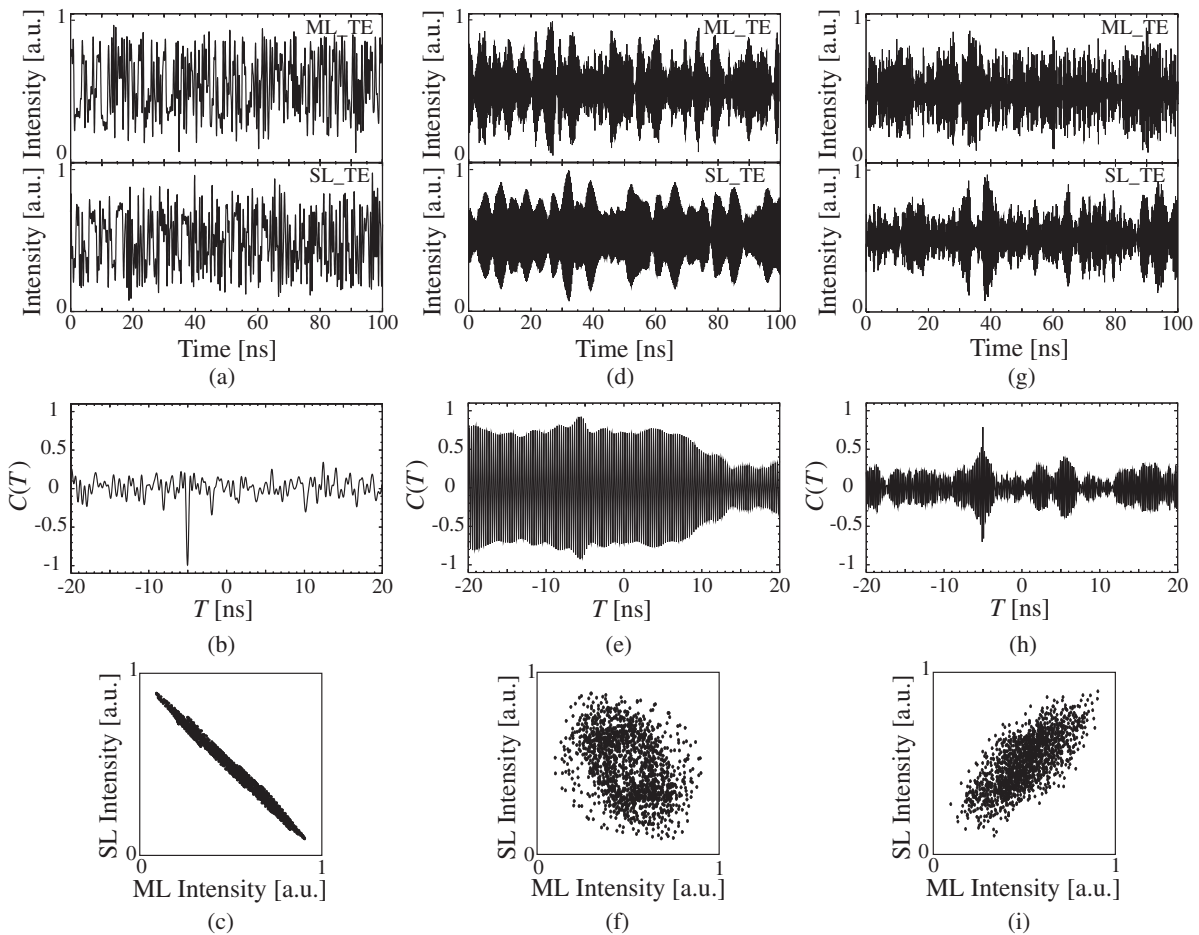 1 ML_TE
Intensity [a.u.]
0
1 SL_TE
Intensity [a.u.]
0
0 20 40 60 80 100
Time [ns]
(a)
1 ML_TE
Intensity [a.u.]
0
1 SL_TE
Intensity [a.u.]
0
0 20 40 60 80 100
Time [ns]
(d)
1 ML_TE
Intensity [a.u.]
0
1 SL_TE
Intensity [a.u.]
0
0 20 40 60 80 100
Time [ns]
(g)
1
0.5
C(T)
0
-0.5
-1
-20 -10 0 10 20
T [ns]
(b)
1
0.5
C(T)
0
-0.5
-1
-20 -10 0 10 20
T [ns]
(e)
1
0.5
C(T)
0
-0.5
-1
-20 -10 0 10 20
T [ns]
(h)
1
SL Intensity [a.u.]
0
0 1
ML Intensity [a.u.]
(c)
1
SL Intensity [a.u.]
0
0 1
ML Intensity [a.u.]
(f)
1
SL Intensity [a.u.]
0
0 1
ML Intensity [a.u.]
(i)